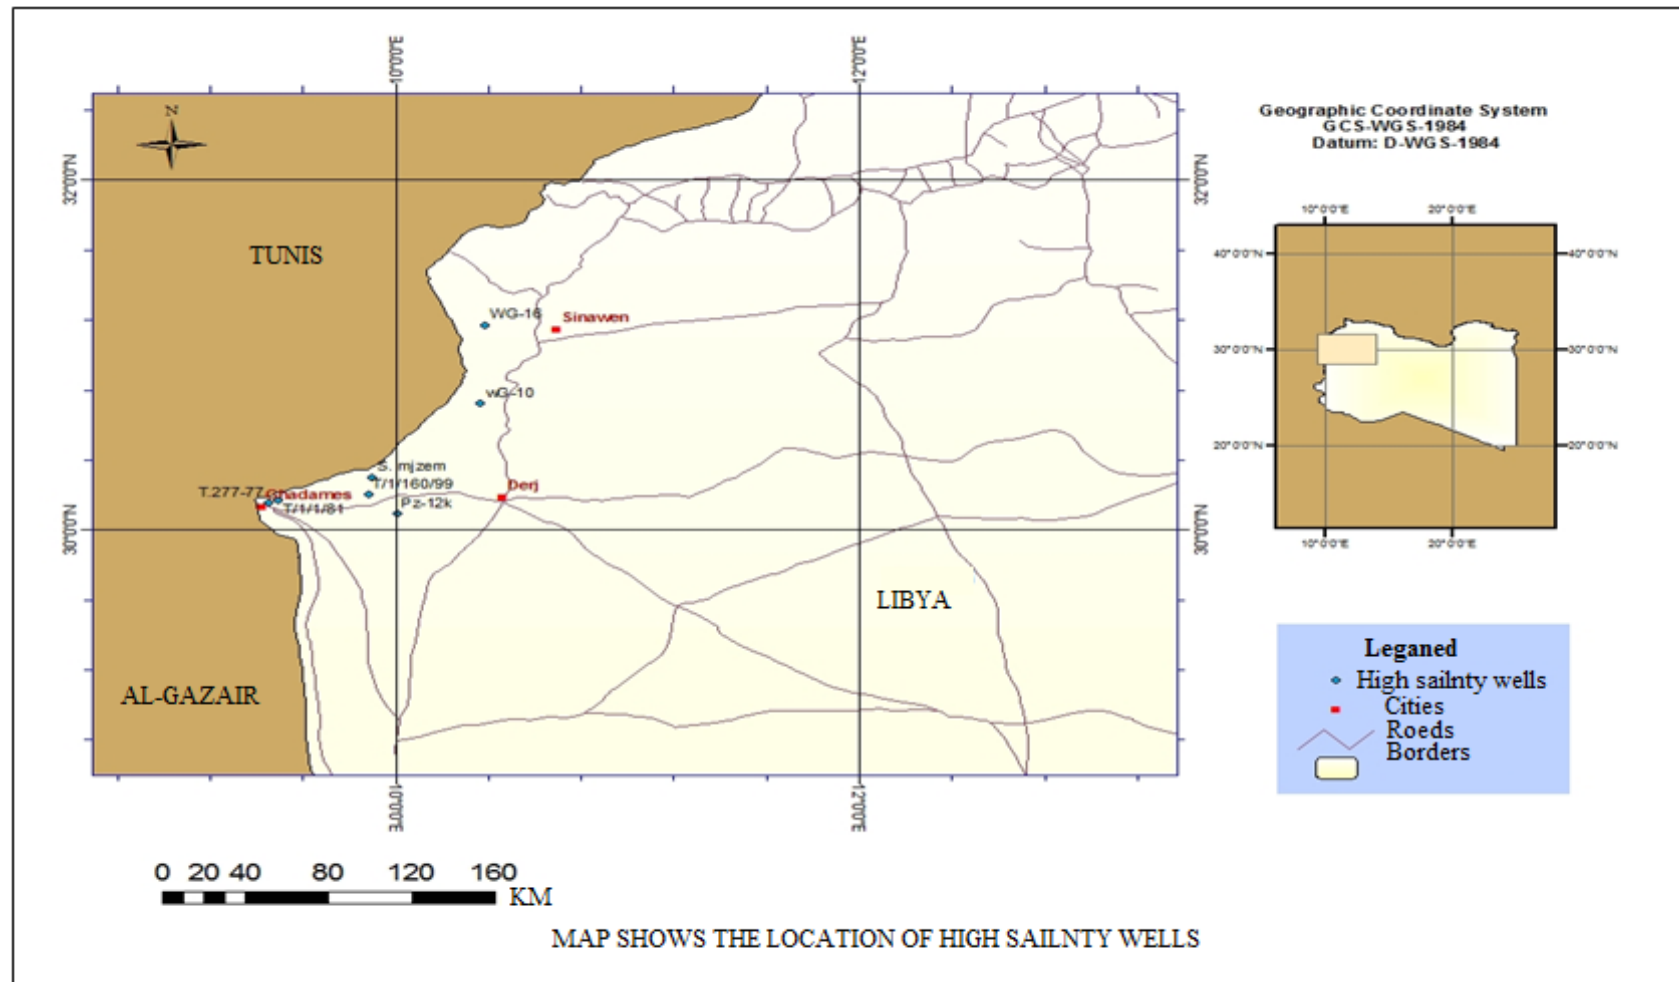 10°0'0"E
12°0'0"E
N
32°0'0"N
32°0'0"N
TUNIS
WG-16
Sinawen
wG-10
S. mjzem
T/1/160/99
T.277-77
Ghadames
T/1/1/81
Pz-12k
Derj
30°0'0"N
30°0'0"N
LIBYA
AL-GAZAIR
10°0'0"E
12°0'0"E
0 20 40 80 120 160
KM
MAP SHOWS THE LOCATION OF HIGH SAILNTY WELLS
Geographic Coordinate System
GCS-WGS-1984
Datum: D-WGS-1984
10°0'0"E 20°0'0"E
40°0'0"N 40°0'0"N
30°0'0"N 30°0'0"N
20°0'0"N 20°0'0"N
10°0'0"E 20°0'0"E
Leganed
High sailnty wells
Cities
Roeds
Borders